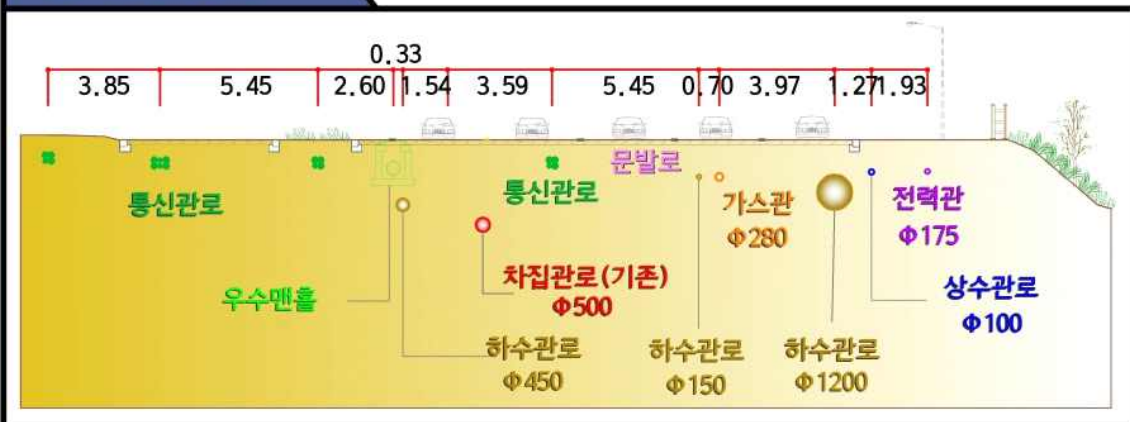 0.33
3.85 5.45 2.60 1.54 3.59 5.45 0.70 3.97 1.27 1.93
문발로
통신관로
통신관로
가스관
Φ280
전력관
Φ175
우수맨홀
차집관로(기존)
Φ500
상수관로
Φ100
하수관로
Φ450
하수관로
Φ150
하수관로
Φ1200